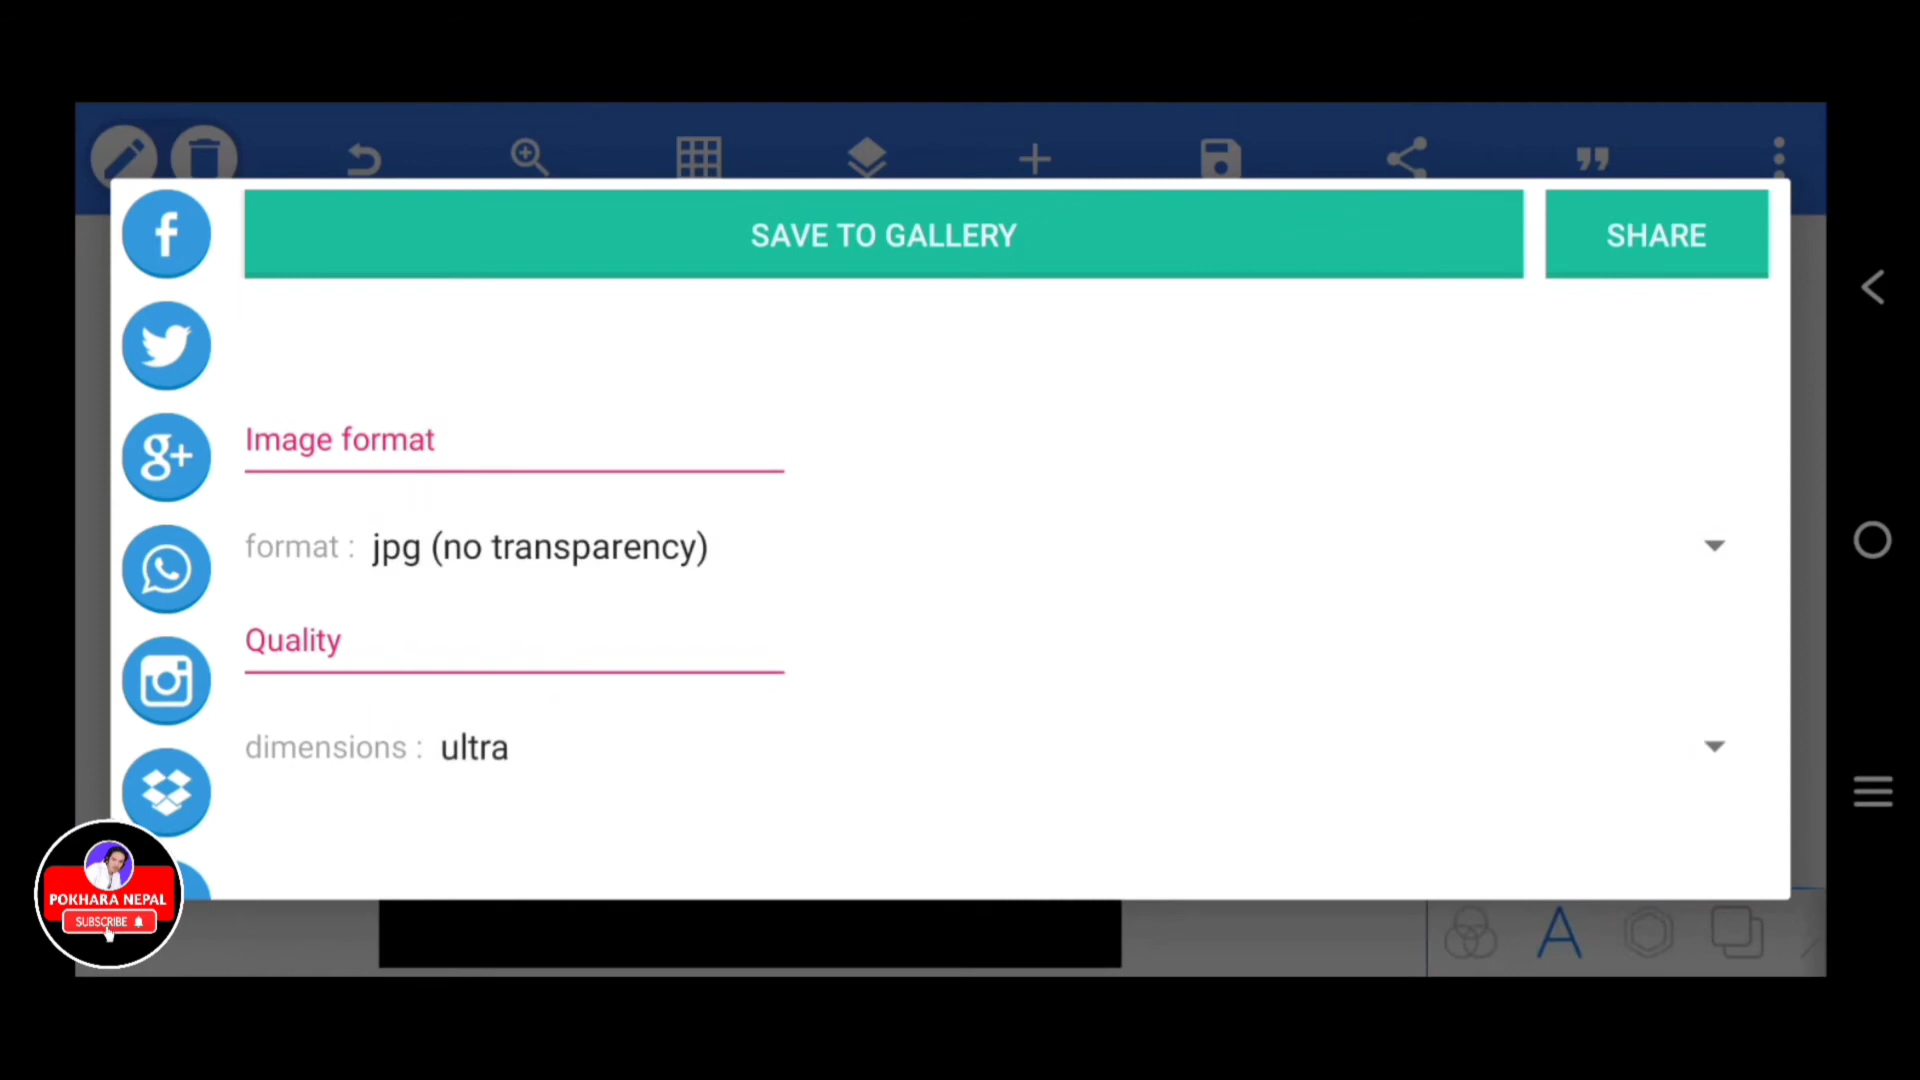 SAVE TO GALLERY
SHARE
Image format
format : jpg (no transparency)
Quality
dimensions : ultra
POKHARA NEPAL
SUBSCRIBE